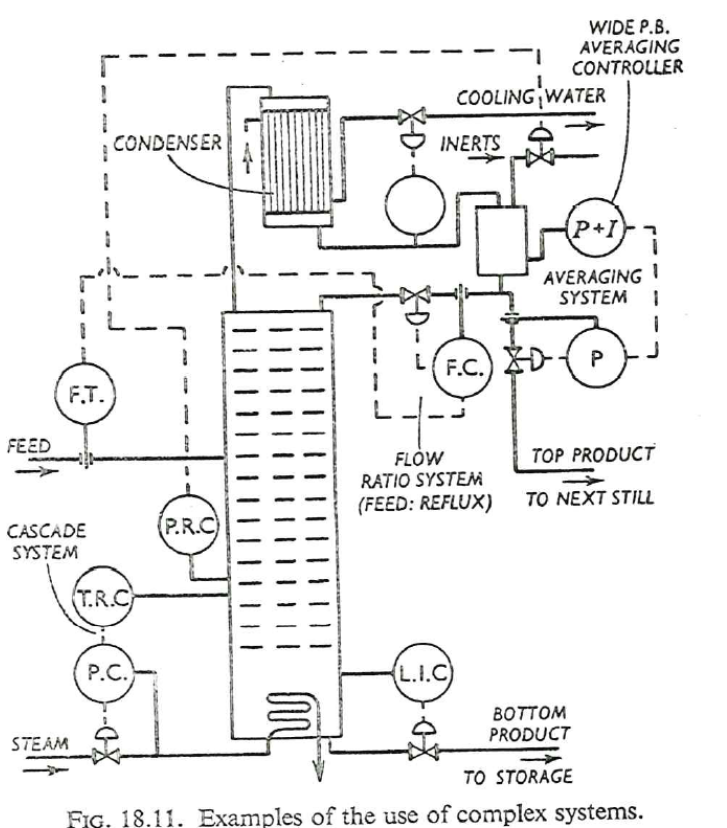 WIDE P.B.
AVERAGING
CONTROLLER
COOLING WATER
CONDENSER
INERTS
P+I
AVERAGING
SYSTEM
F.T.
F.C.
P
FEED
FLOW
RATIO SYSTEM
(FEED: REFLUX)
TOP PRODUCT
TO NEXT STILL
P.R.C
CASCADE
SYSTEM
T.R.C
P.C.
L.I.C
STEAM
BOTTOM
PRODUCT
TO STORAGE
FIG. 18.11. Examples of the use of complex systems.